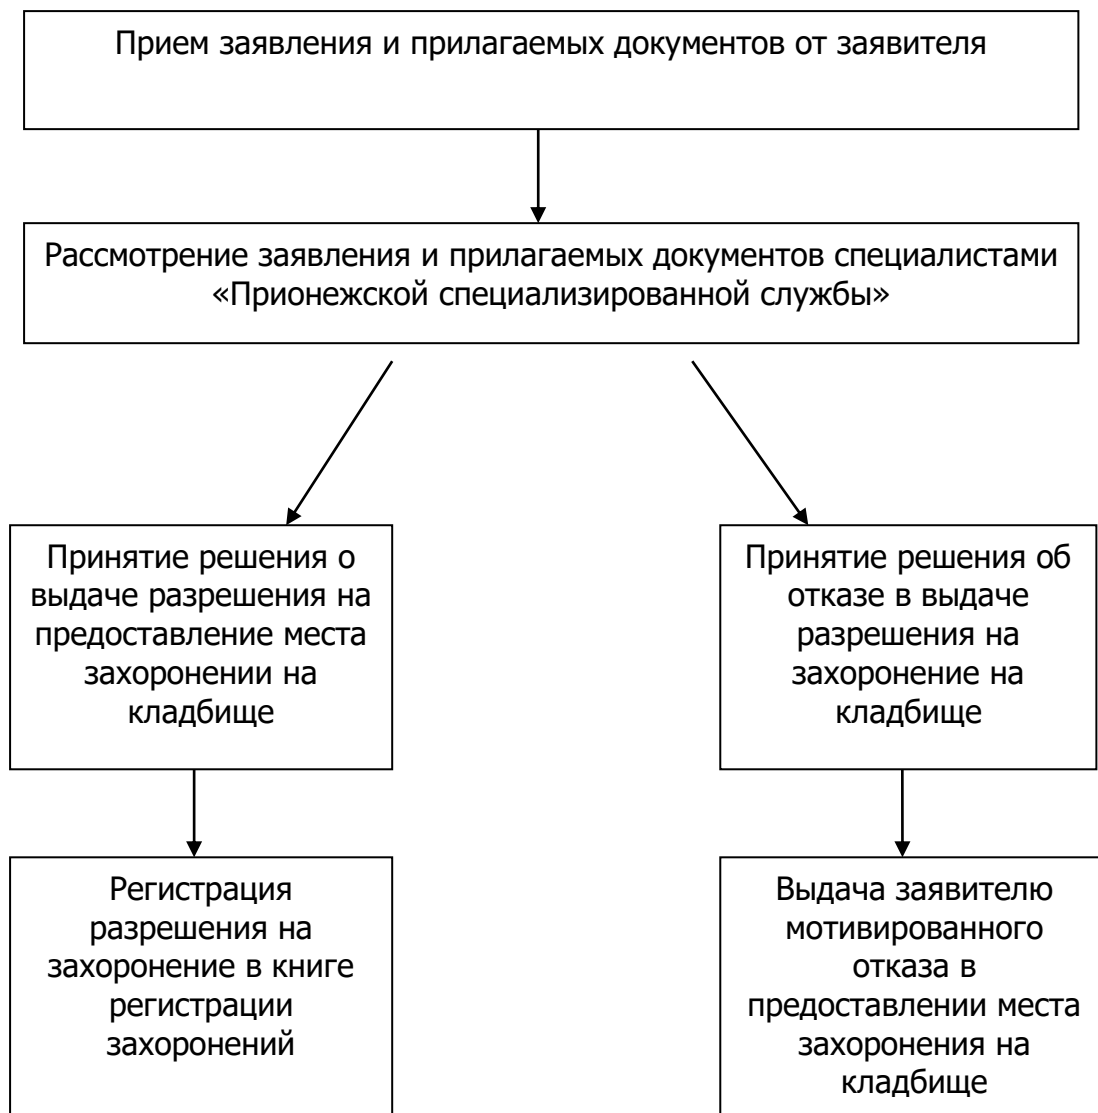 Прием заявления и прилагаемых документов от заявителя
Рассмотрение заявления и прилагаемых документов специалистами
«Прионежской специализированной службы»
Принятие решения о
выдаче разрешения на
предоставление места
захоронении на
кладбище
Принятие решения об
отказе в выдаче
разрешения на
захоронение на
кладбище
Регистрация
разрешения на
захоронение в книге
регистрации
захоронений
Выдача заявителю
мотивированного
отказа в
предоставлении места
захоронения на
кладбище